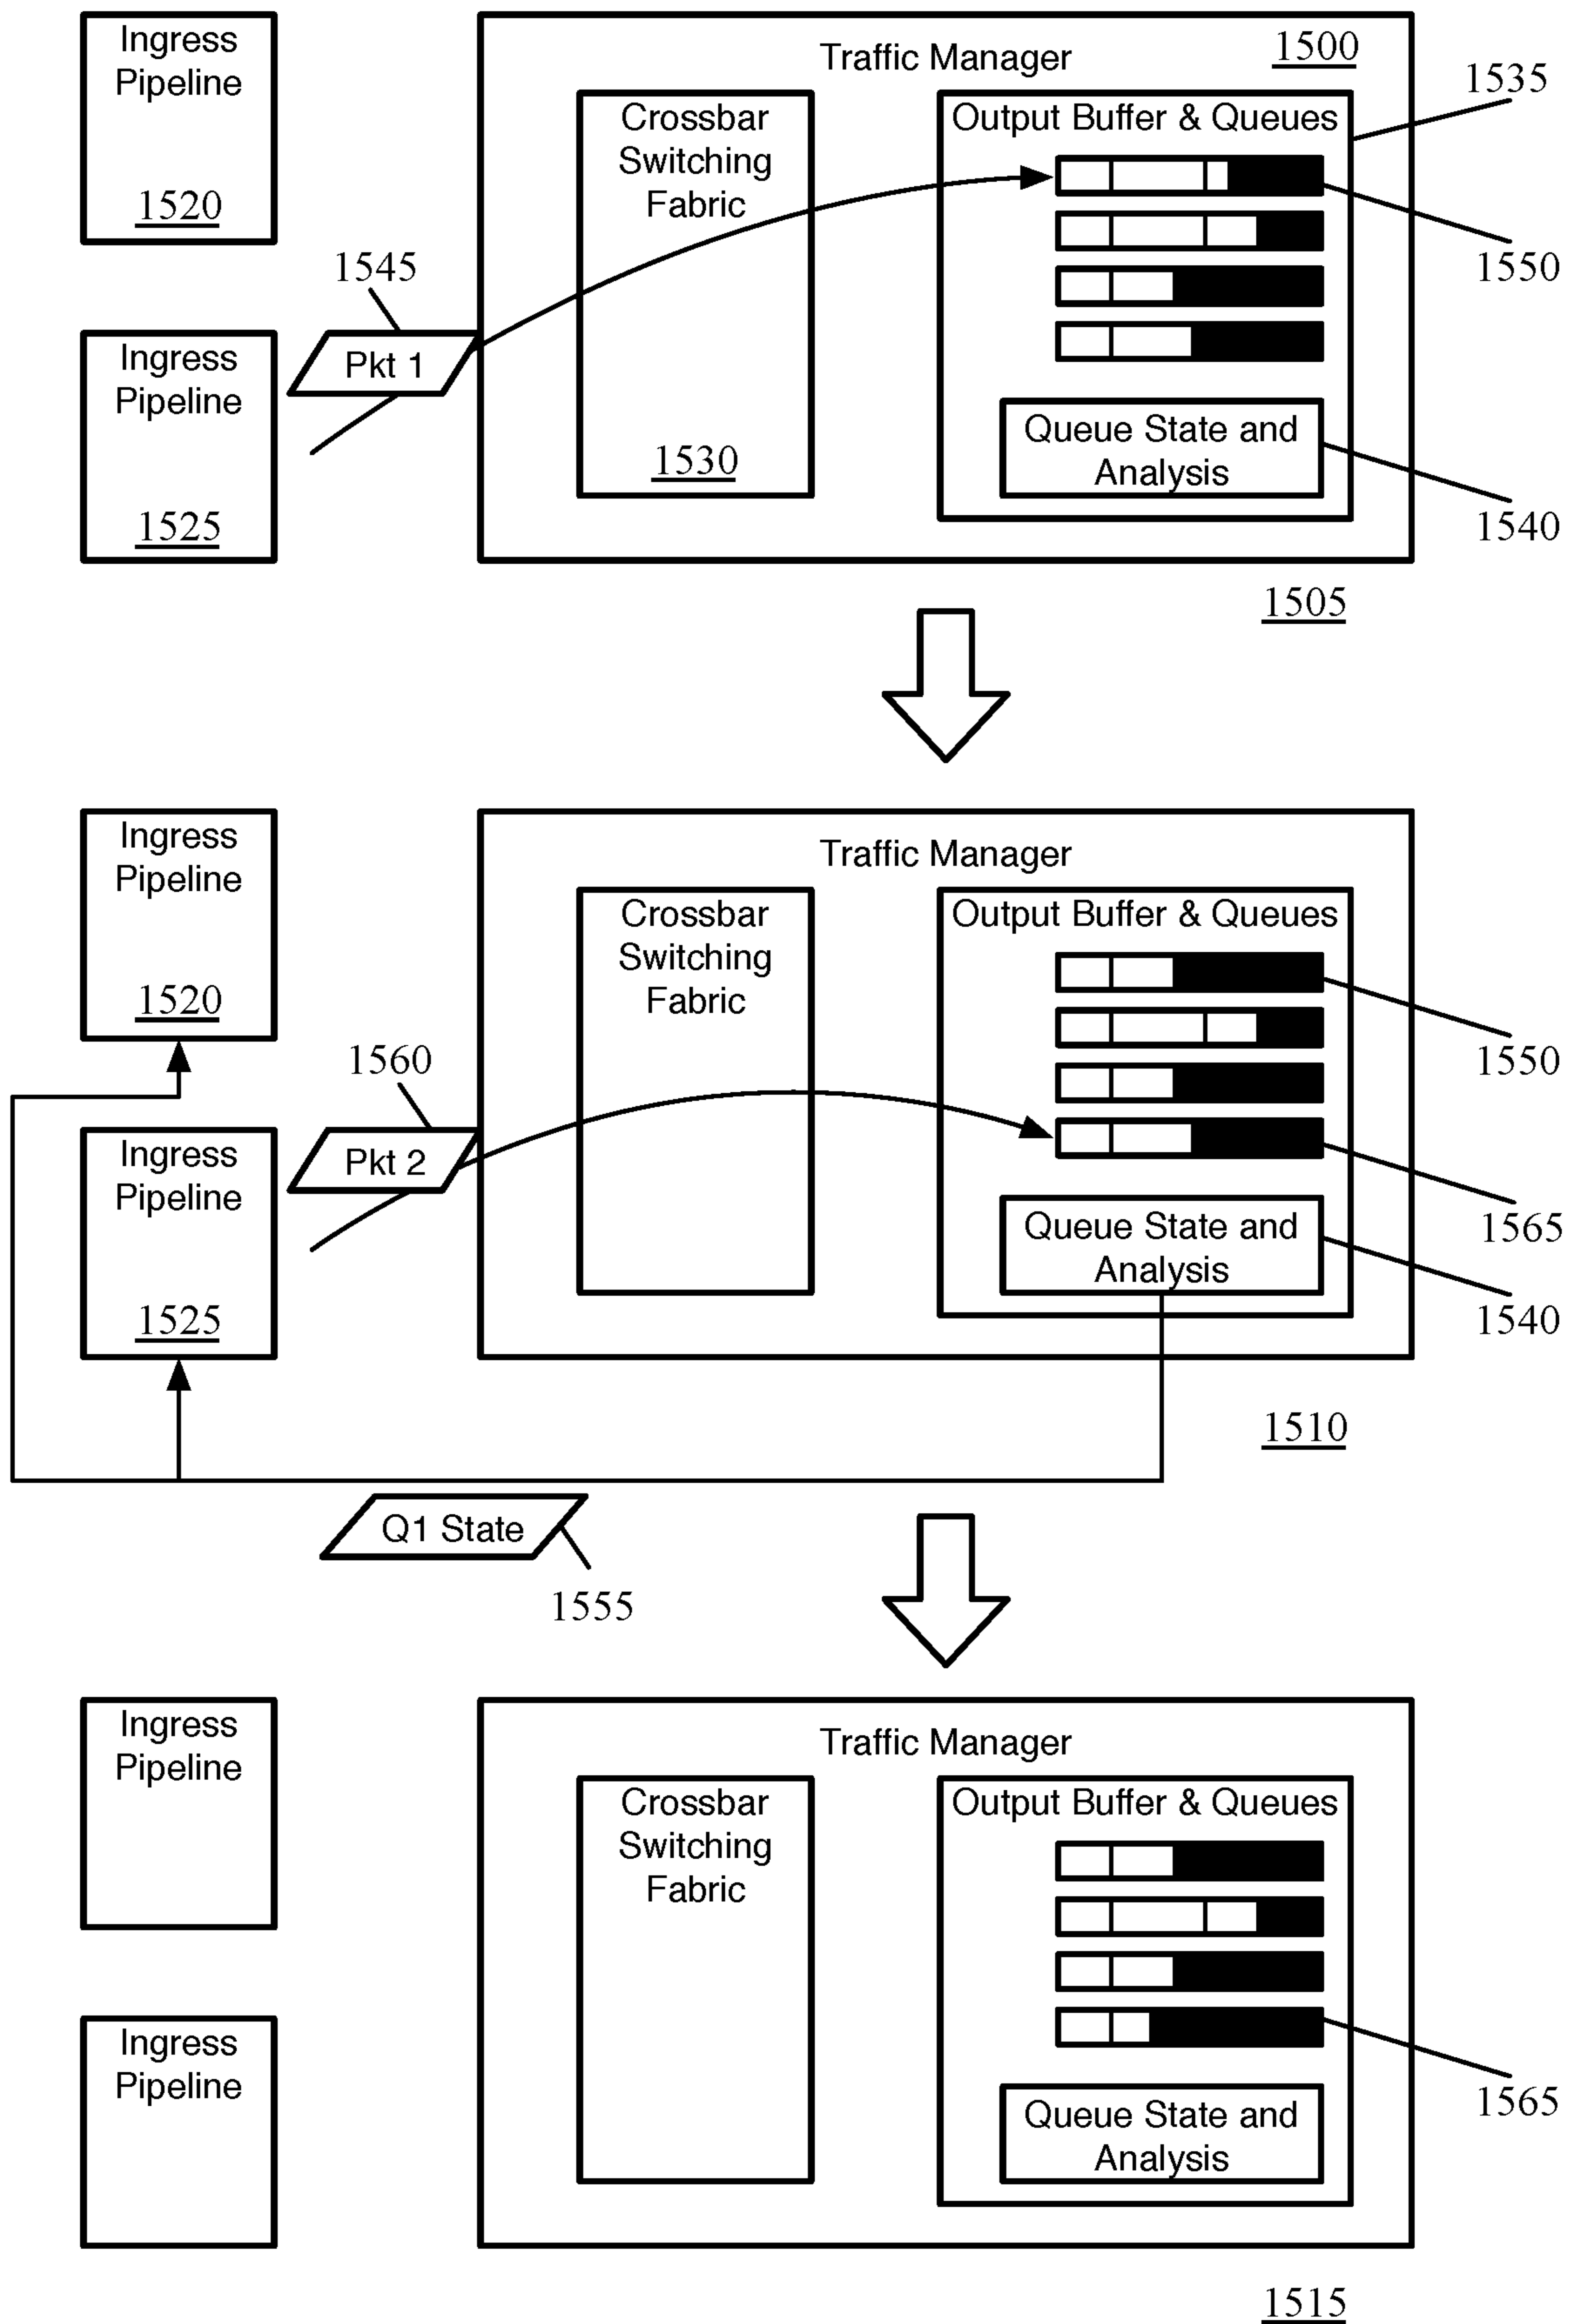 Ingress
Pipeline
1520
Traffic Manager
1500
1535
Crossbar
Switching
Fabric
1530
Output Buffer & Queues
1550
1545
Pkt 1
Ingress
Pipeline
1525
Queue State and
Analysis
1540
1505
Ingress
Pipeline
1520
Traffic Manager
Crossbar
Switching
Fabric
Output Buffer & Queues
1550
1560
Pkt 2
Ingress
Pipeline
1525
1565
Queue State and
Analysis
1540
1510
Q1 State
1555
Ingress
Pipeline
Traffic Manager
Crossbar
Switching
Fabric
Output Buffer & Queues
Ingress
Pipeline
1565
Queue State and
Analysis
1515